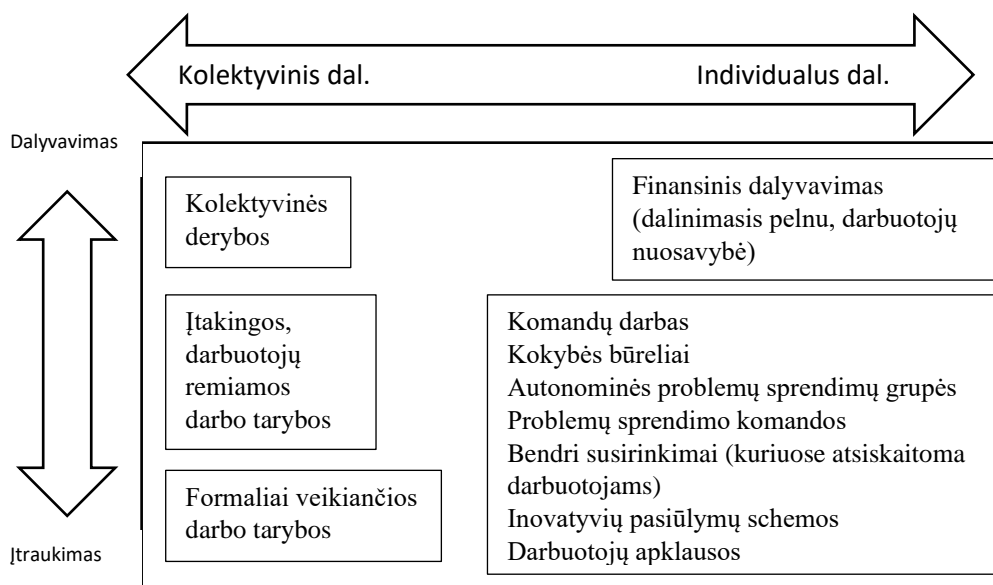 Kolektyvinis dal.
Individualus dal.
Dalyvavimas
Kolektyvinės
derybos
Finansinis dalyvavimas
(dalinimasis pelnu, darbuotojų
nuosavybė)
Įtakingos,
darbuotojų
remiamos
darbo tarybos
Komandų darbas
Kokybės būreliai
Autonominės problemų sprendimų grupės
Problemų sprendimo komandos
Bendri susirinkimai (kuriuose atsiskaitoma
darbuotojams)
Inovatyvių pasiūlymų schemos
Darbuotojų apklausos
Formaliai veikiančios
darbo tarybos
Įtraukimas